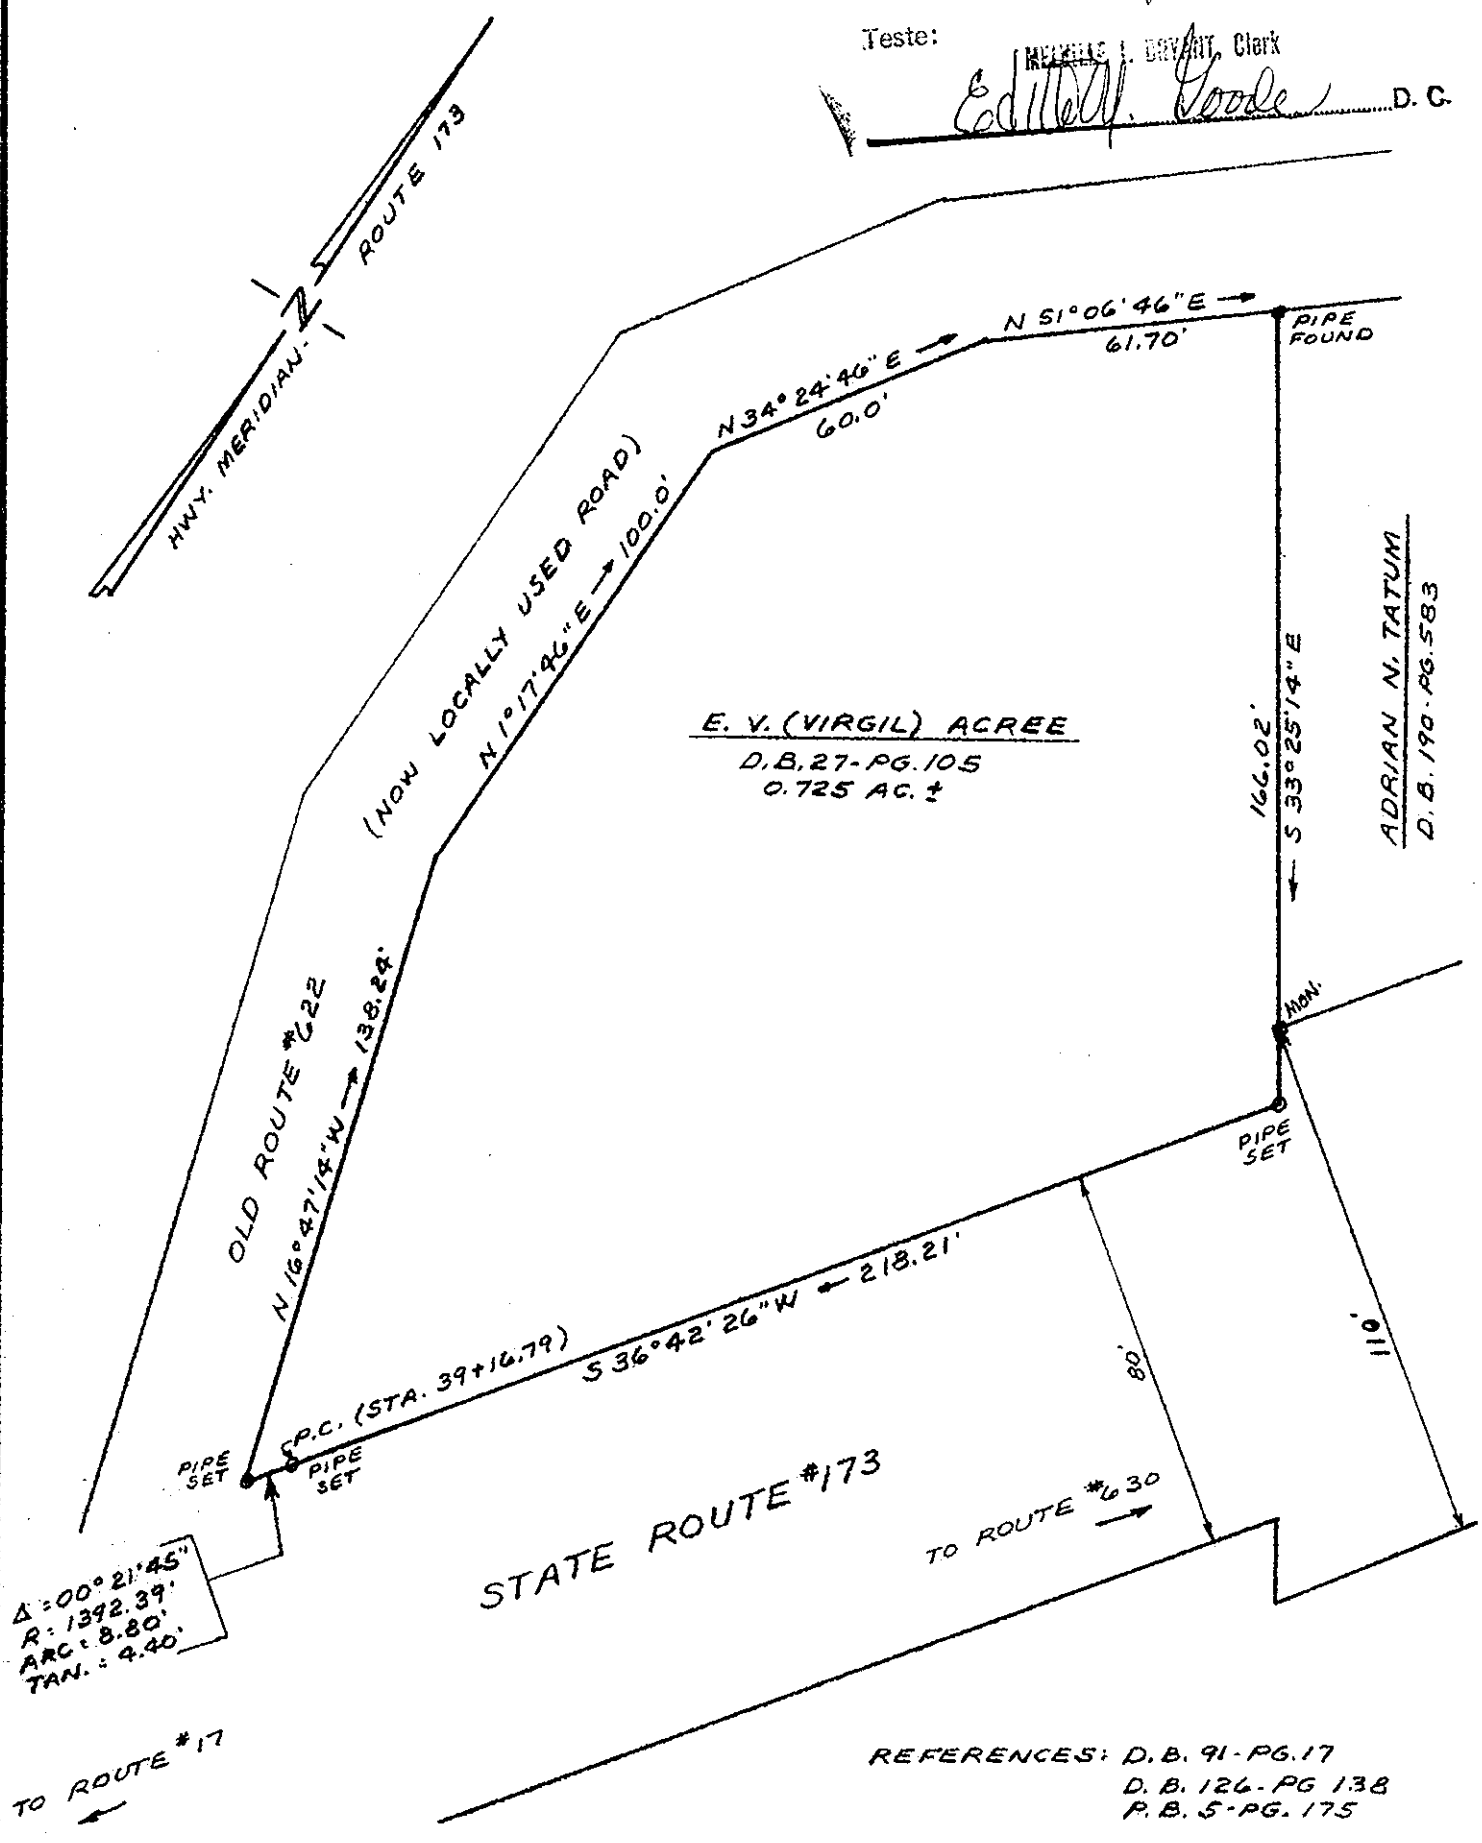 Teste:
BRYANT, Clerk
Goode D. C.
HWY. MERIDIAN - ROUTE 173
N
N 51° 06' 46" E →
61.70'
PIPE
FOUND
N 34° 24' 46" E →
60.0'
(NOW LOCALLY USED ROAD)
N 1° 17' 46" E → 100.0'
E. V. (VIRGIL) ACREE
D.B. 27 - PG. 105
0.725 AC. ±
166.02'
← S 33° 25' 14" E
ADRIAN N. TATUM
D.B. 190 - PG. 583
OLD ROUTE #622
N 16° 47' 14" W → 138.24'
MON.
PIPE
SET
S 36° 42' 26" W ← 218.21'
P.C. (STA. 39+16.79)
PIPE
SET
PIPE
SET
80'
110'
STATE ROUTE #173
TO ROUTE #630
→
Δ = 00° 21' 45"
R = 1392.39'
ARC = 8.80'
TAN. = 4.40'
TO ROUTE #17
←
REFERENCES: D.B. 91 - PG. 17
D.B. 126 - PG 138
P.B. 5 - PG. 175